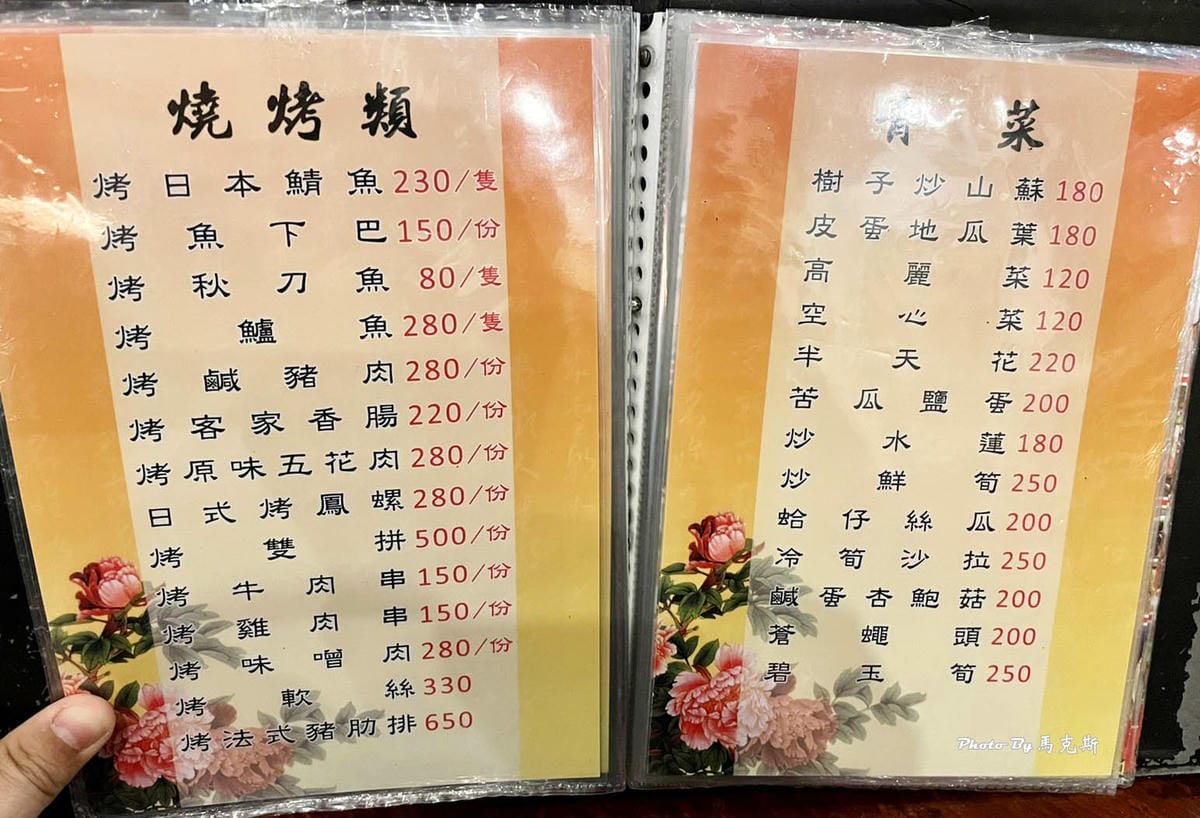 燒烤類
烤日本鯖魚230/隻
烤魚下巴150/份
烤秋刀魚80/隻
烤鱸魚280/隻
烤鹹豬肉280/份
烤客家香腸220/份
烤原味五花肉280/份
日式烤鳳螺280/份
烤雙拼500/份
烤牛肉串150/份
烤雞肉串150/份
烤味噌肉280/份
烤軟絲330
烤法式豬肋排650
青菜
樹子炒山蘇180
皮蛋地瓜葉180
高麗菜120
空心菜120
半天花220
苦瓜鹽蛋200
炒水蓮180
炒鮮筍250
蛤仔絲瓜200
冷筍沙拉250
鹹蛋杏鮑菇200
蒼蠅頭200
碧玉筍250
Photo By 馬克斯